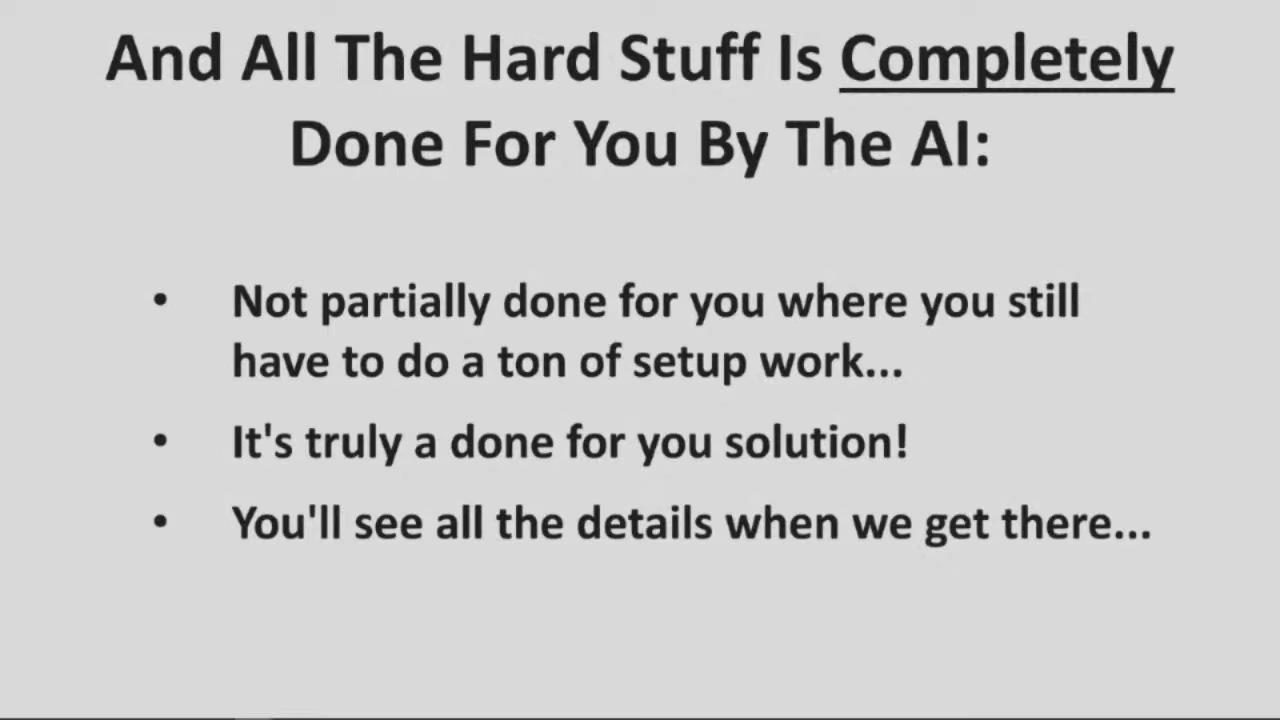 And All The Hard Stuff Is Completely
Done For You By The AI:
• Not partially done for you where you still
have to do a ton of setup work...
• It's truly a done for you solution!
• You'll see all the details when we get there...